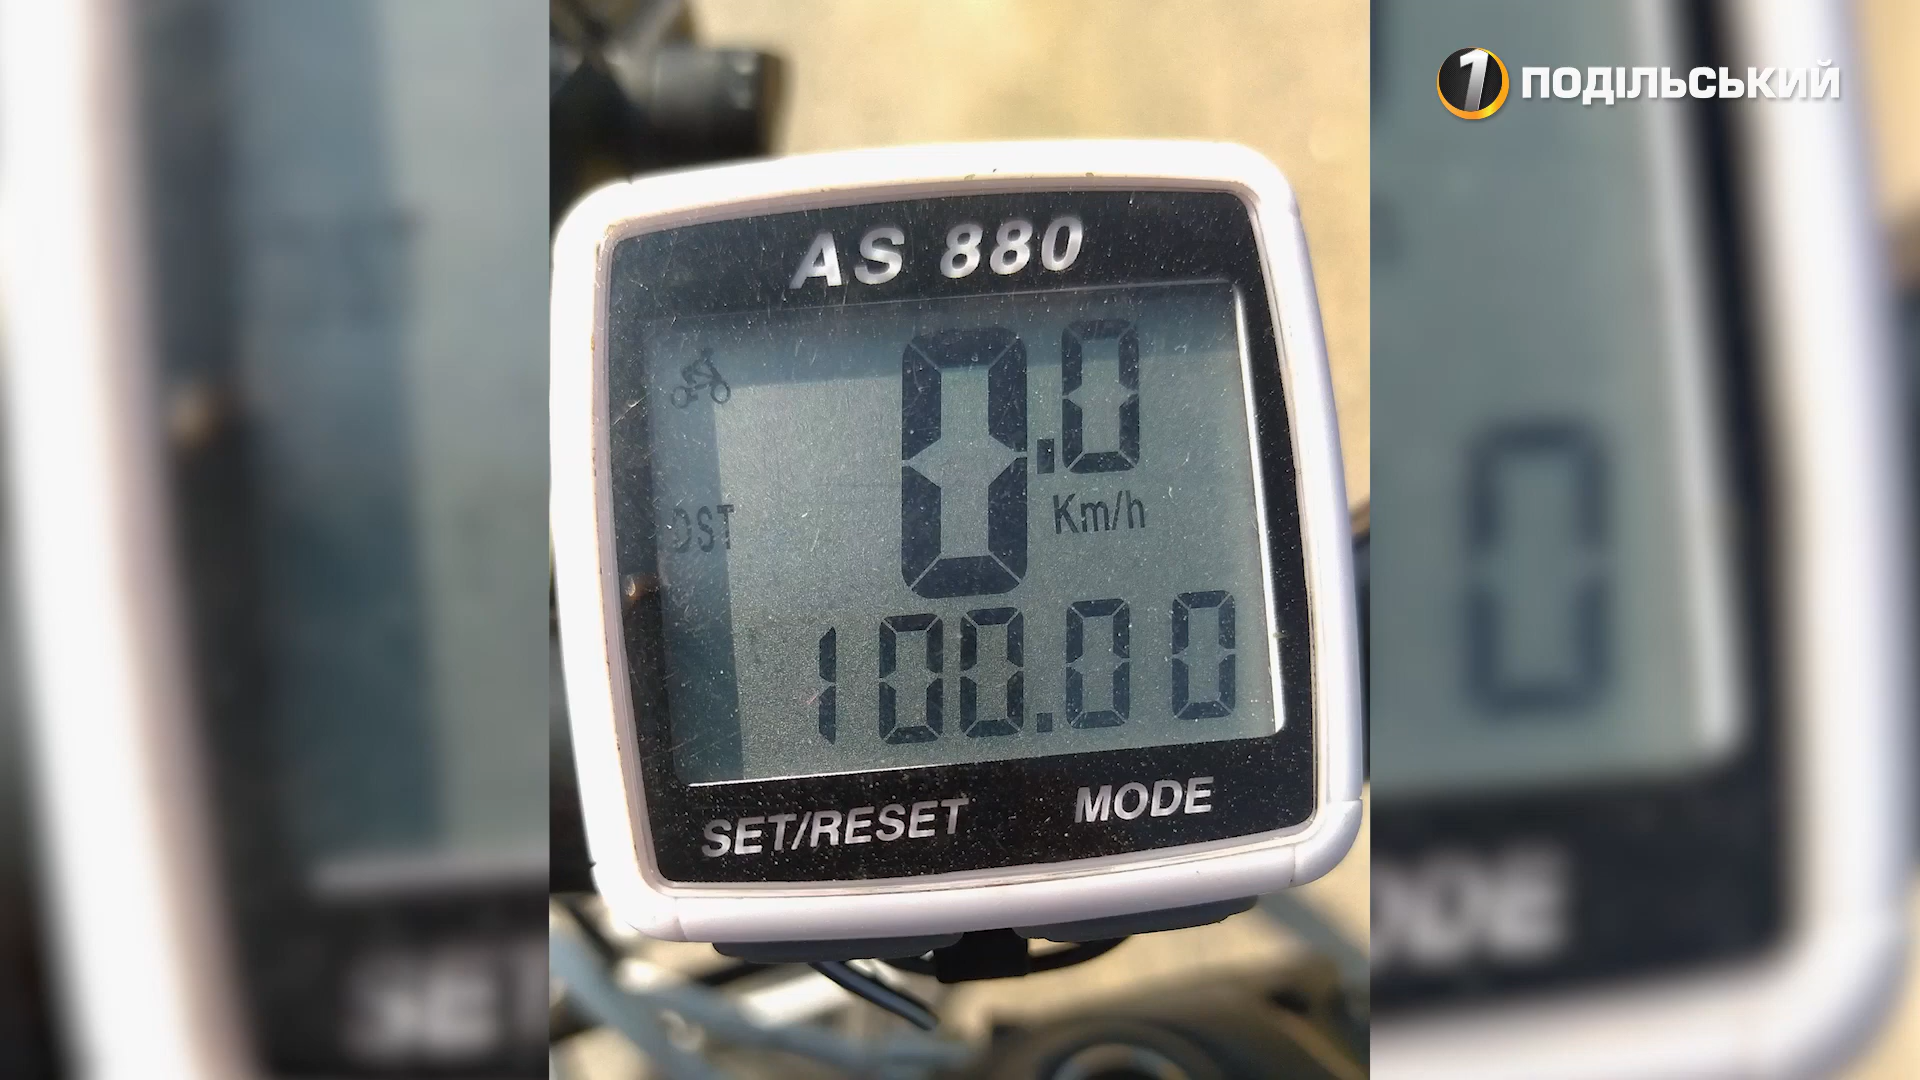 1 ПОДІЛЬСЬКИЙ
AS 880
0.0
Km/h
DST
100.00
SET/RESET MODE